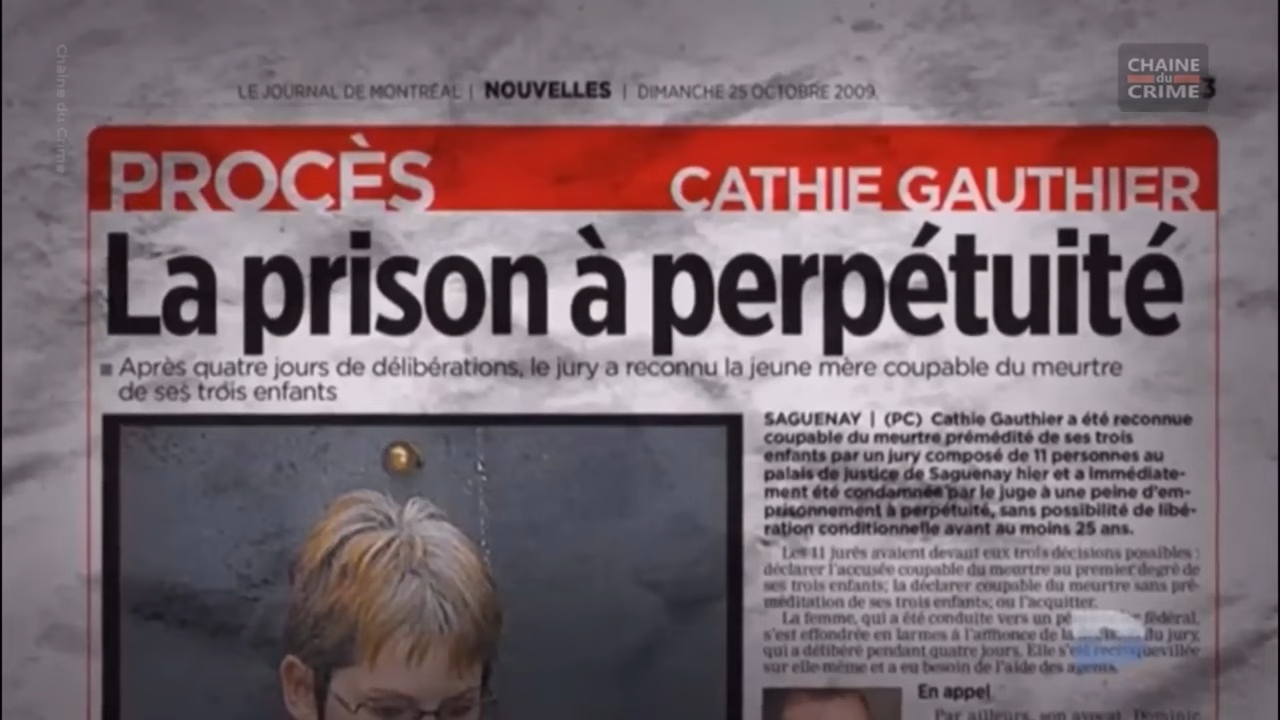 CHAINE
du
CRIME
Chaîne du Crime
LE JOURNAL DE MONTRÉAL | NOUVELLES | DIMANCHE 25 OCTOBRE 2009
3
PROCÈS
CATHIE GAUTHIER
La prison à perpétuité
Après quatre jours de délibérations, le jury a reconnu la jeune mère coupable du meurtre
de ses trois enfants
SAGUENAY | (PC) Cathie Gauthier a été reconnue
coupable du meurtre prémédité de ses trois
enfants par un jury composé de 11 personnes au
palais de justice de Saguenay hier et a immédiate-
ment été condamnée par le juge à une peine d'em-
prisonnement à perpétuité, sans possibilité de libé-
ration conditionnelle avant au moins 25 ans.
Les 11 jurés avaient devant eux trois décisions possibles :
déclarer l'accusée coupable du meurtre au premier degré de
ses trois enfants; la déclarer coupable du meurtre sans pré-
méditation de ses trois enfants; ou l'acquitter.
La femme, qui a été conduite vers un fédéral,
s'est effondrée en larmes à l'annonce de la du jury,
qui a délibéré pendant quatre jours. Elle s'est recroquevillée
sur elle-même et a eu besoin de l'aide des agents.
En appel
Par ailleurs, son avocat, Dominic